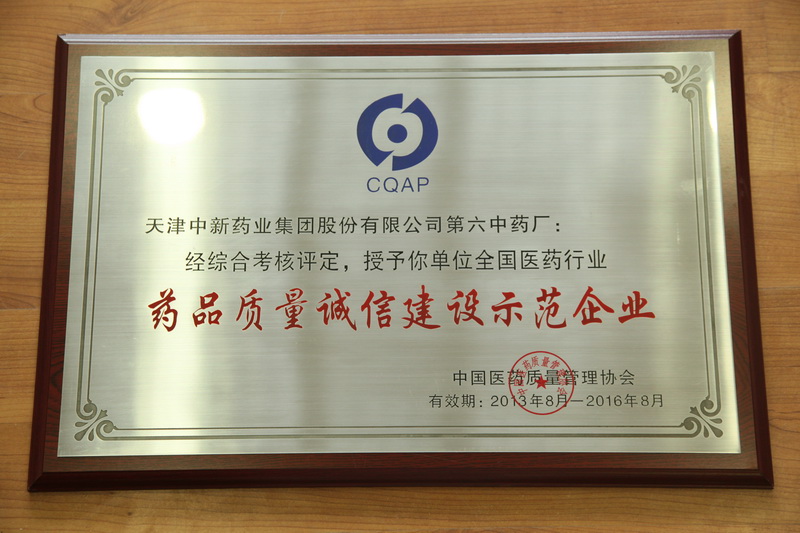 CQAP
天津中新药业集团股份有限公司第六中药厂：
经综合考核评定，授予你单位全国医药行业
药品质量诚信建设示范企业
中国医药质量管理协会
有效期：2013年8月—2016年8月